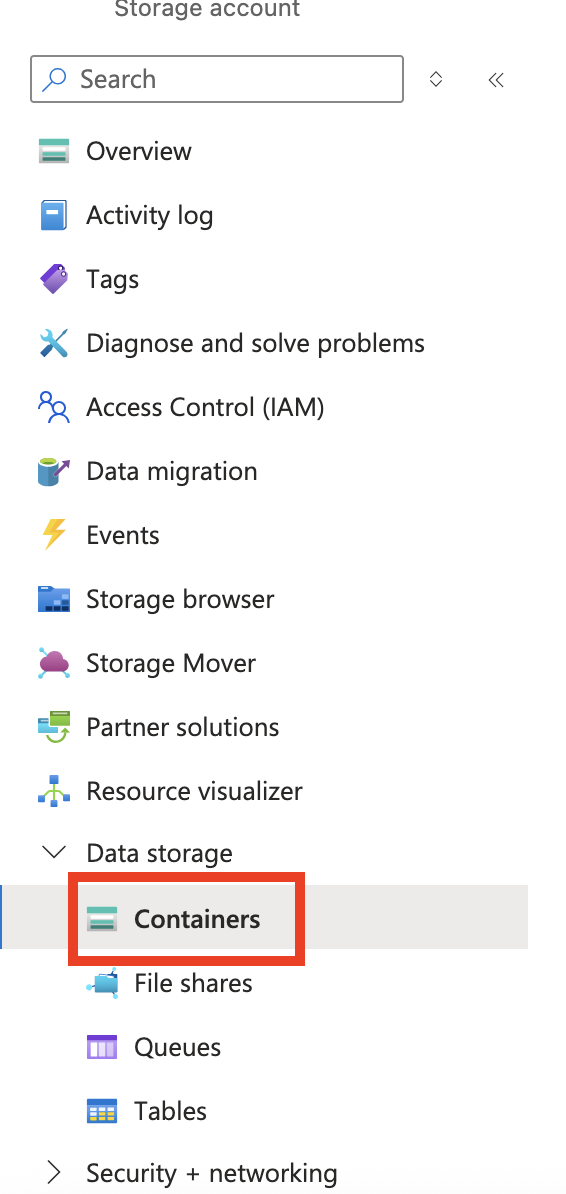 Storage account
Search
Overview
Activity log
Tags
Diagnose and solve problems
Access Control (IAM)
Data migration
Events
Storage browser
Storage Mover
Partner solutions
Resource visualizer
Data storage
Containers
File shares
Queues
Tables
Security + networking